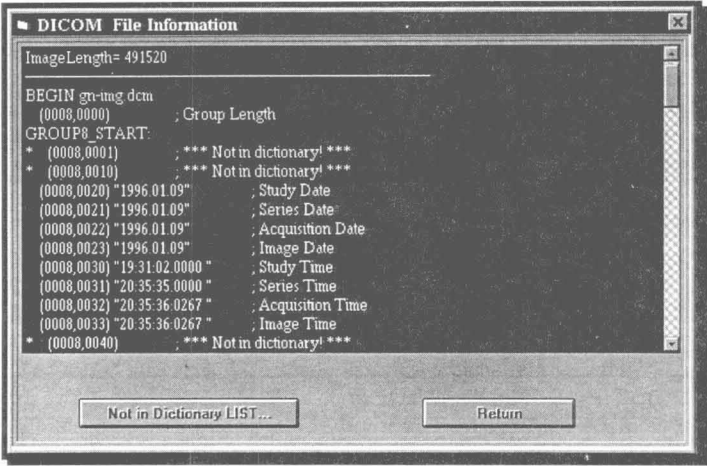 DICOM File Information
ImageLength= 491520
BEGIN gn-img dcm
(0008,0000) ; Group Length
GROUP8_START:
* (0008,0001) ; *** Not in dictionary! ***
* (0008,0010) ; *** Not in dictionary! ***
(0008,0020) "1996.01.09" ; Study Date
(0008,0021) "1996.01.09" ; Series Date
(0008,0022) "1996.01.09" ; Acquisition Date
(0008,0023) "1996.01.09" ; Image Date
(0008,0030) "19:31:02.0000 " ; Study Time
(0008,0031) "20:35:35.0000 " ; Series Time
(0008,0032) "20:35:36:0267 " ; Acquisition Time
(0008,0033) "20:35:36:0267 " ; Image Time
* (0008,0040) ; *** Not in dictionary! ***
Not in Dictionary LIST... Return